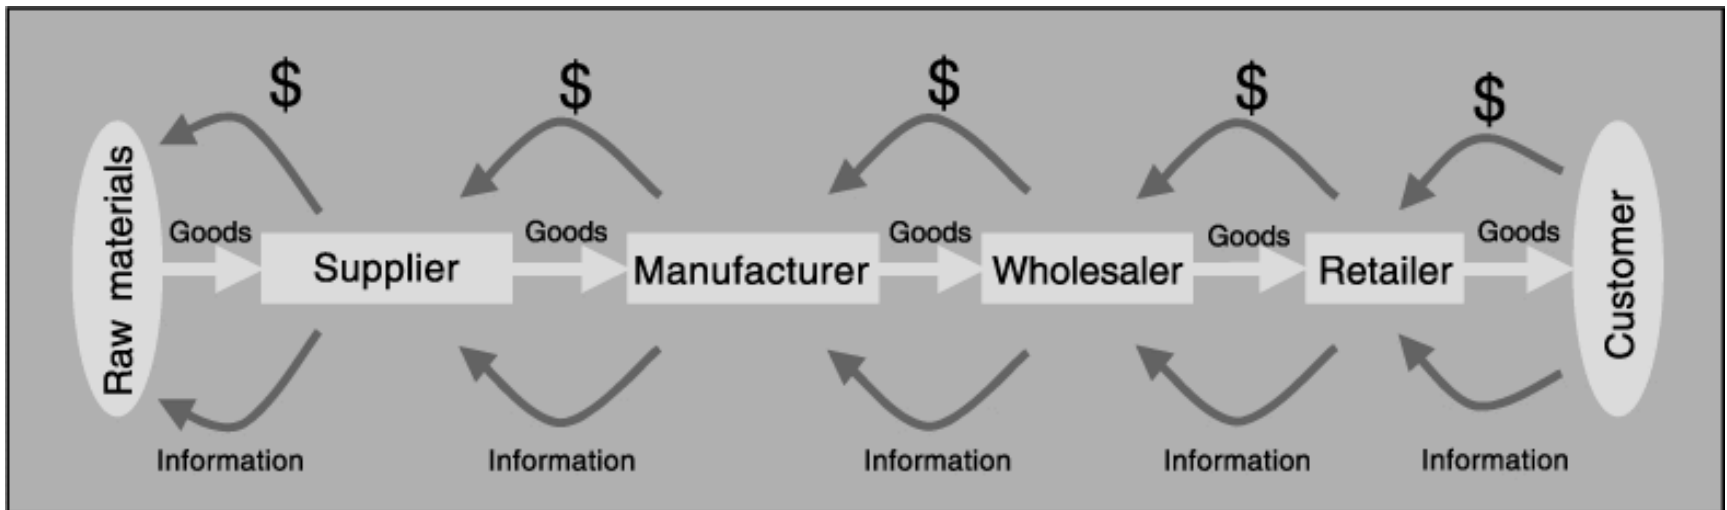 $ $ $ $ $
Goods Goods Goods Goods Goods
Raw materials Supplier Manufacturer Wholesaler Retailer Customer
Information Information Information Information Information